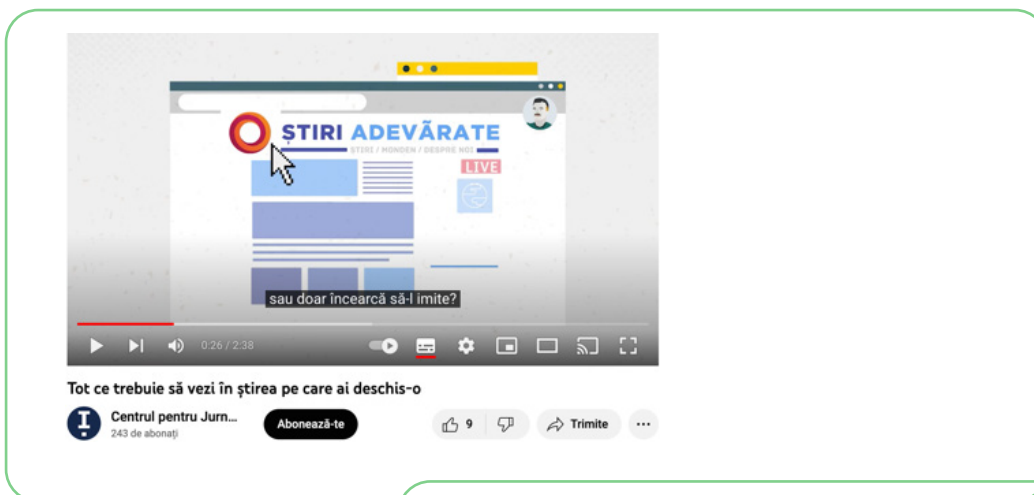 ȘTIRI ADEVĂRATE
ȘTIRI / MONDEN / DESPRE NOI
LIVE
sau doar încearcă să-l imite?
0:26 / 2:38
Tot ce trebuie să vezi în știrea pe care ai deschis-o
Centrul pentru Jurn...
243 de abonați
Abonează-te
9
Trimite